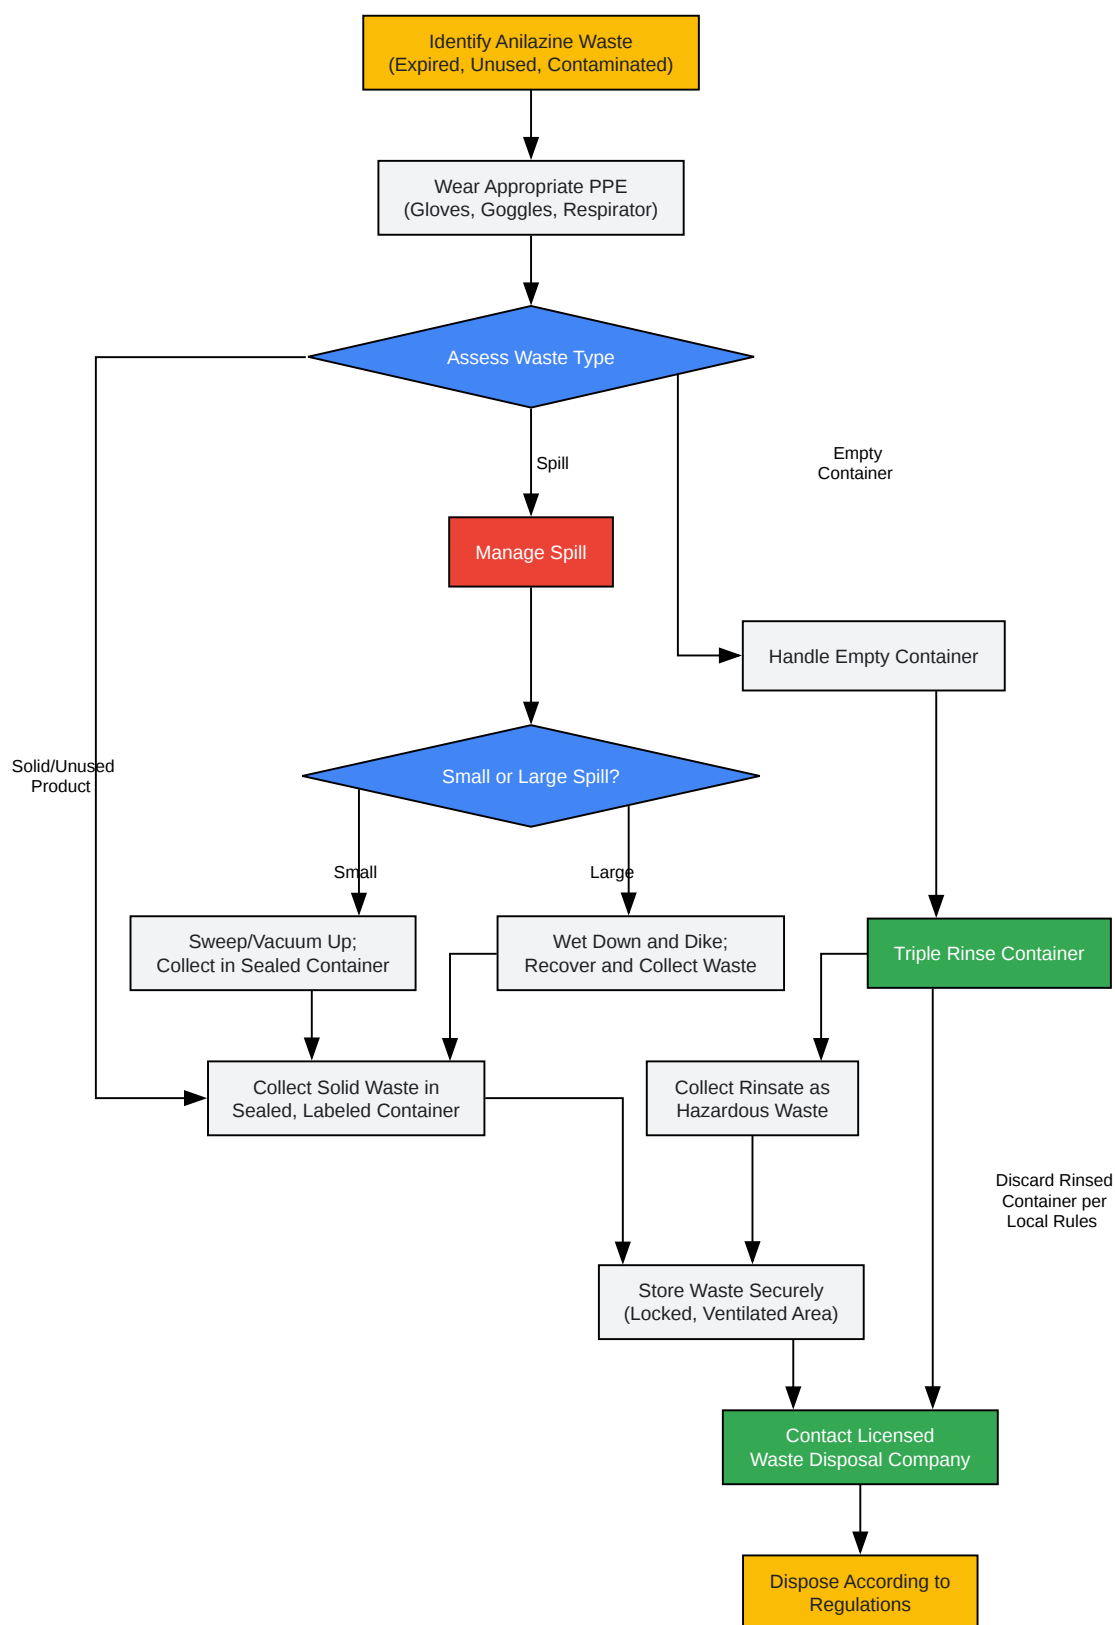 Identify Anilazine Waste
(Expired, Unused, Contaminated)
Wear Appropriate PPE
(Gloves, Goggles, Respirator)
Assess Waste Type
Spill
Empty
Container
Manage Spill
Handle Empty Container
Solid/Unused
Product
Small or Large Spill?
Small
Large
Sweep/Vacuum Up;
Collect in Sealed Container
Wet Down and Dike;
Recover and Collect Waste
Triple Rinse Container
Collect Solid Waste in
Sealed, Labeled Container
Collect Rinsate as
Hazardous Waste
Discard Rinsed
Container per
Local Rules
Store Waste Securely
(Locked, Ventilated Area)
Contact Licensed
Waste Disposal Company
Dispose According to
Regulations